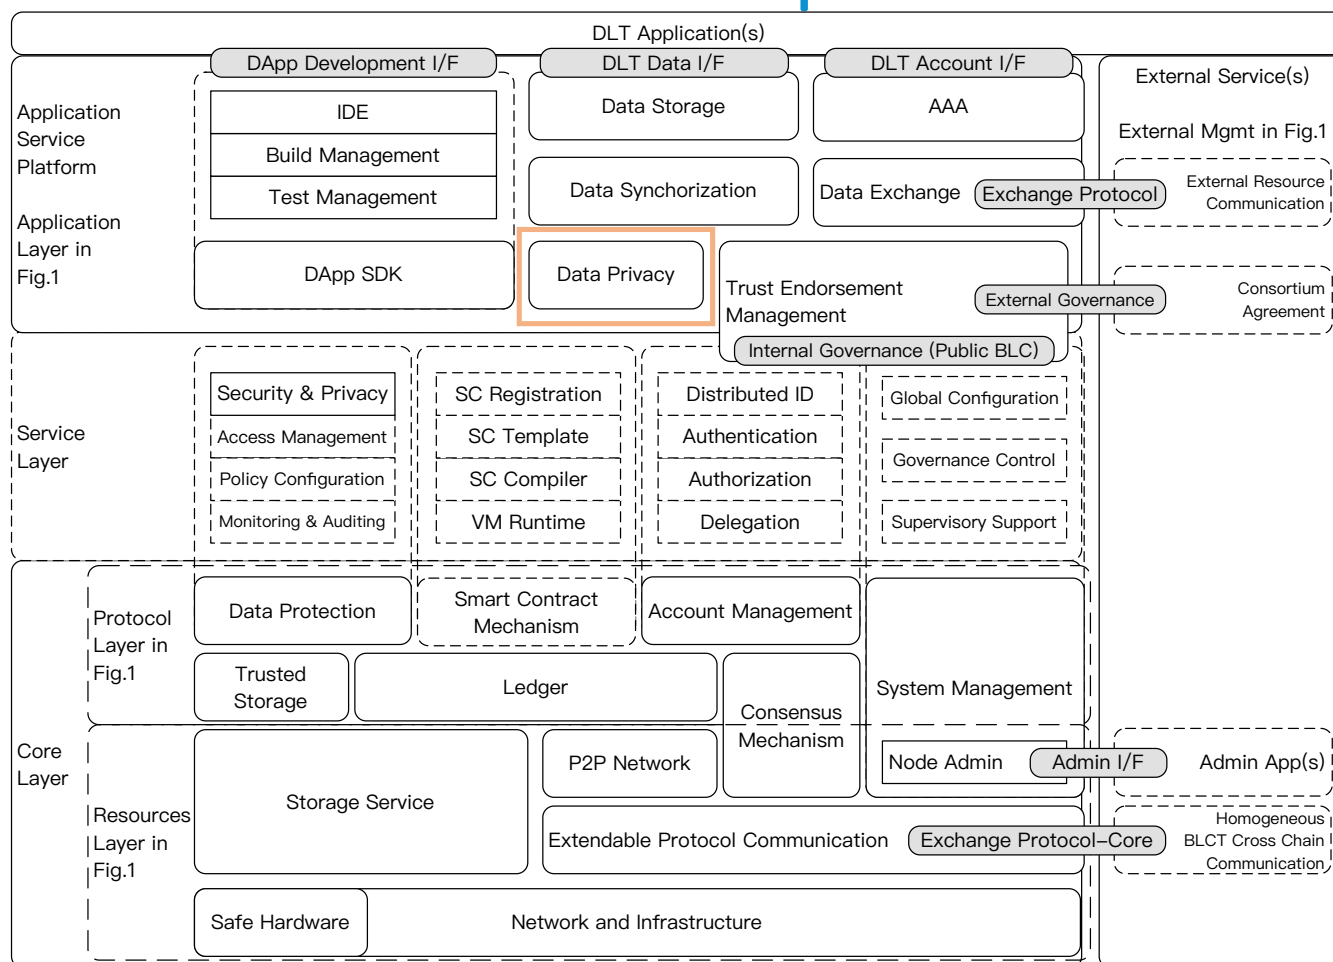 DLT Application(s)
DApp Development I/F
DLT Data I/F
DLT Account I/F
Application
Service
Platform
Application
Layer in
Fig.1
IDE
Build Management
Test Management
DApp SDK
Data Storage
Data Synchorization
Data Privacy
AAA
Data Exchange
Exchange Protocol
Trust Endorsement
Management
External Governance
Internal Governance (Public BLC)
External Service(s)
External Mgmt in Fig.1
External Resource
Communication
Consortium
Agreement
Service
Layer
Security & Privacy
Access Management
Policy Configuration
Monitoring & Auditing
SC Registration
SC Template
SC Compiler
VM Runtime
Distributed ID
Authentication
Authorization
Delegation
Global Configuration
Governance Control
Supervisory Support
Core
Layer
Protocol
Layer in
Fig.1
Data Protection
Smart Contract
Mechanism
Account Management
Trusted
Storage
Ledger
Consensus
Mechanism
System Management
Resources
Layer in
Fig.1
Storage Service
P2P Network
Node Admin
Admin I/F
Admin App(s)
Extendable Protocol Communication
Exchange Protocol–Core
Homogeneous
BLCT Cross Chain
Communication
Safe Hardware
Network and Infrastructure